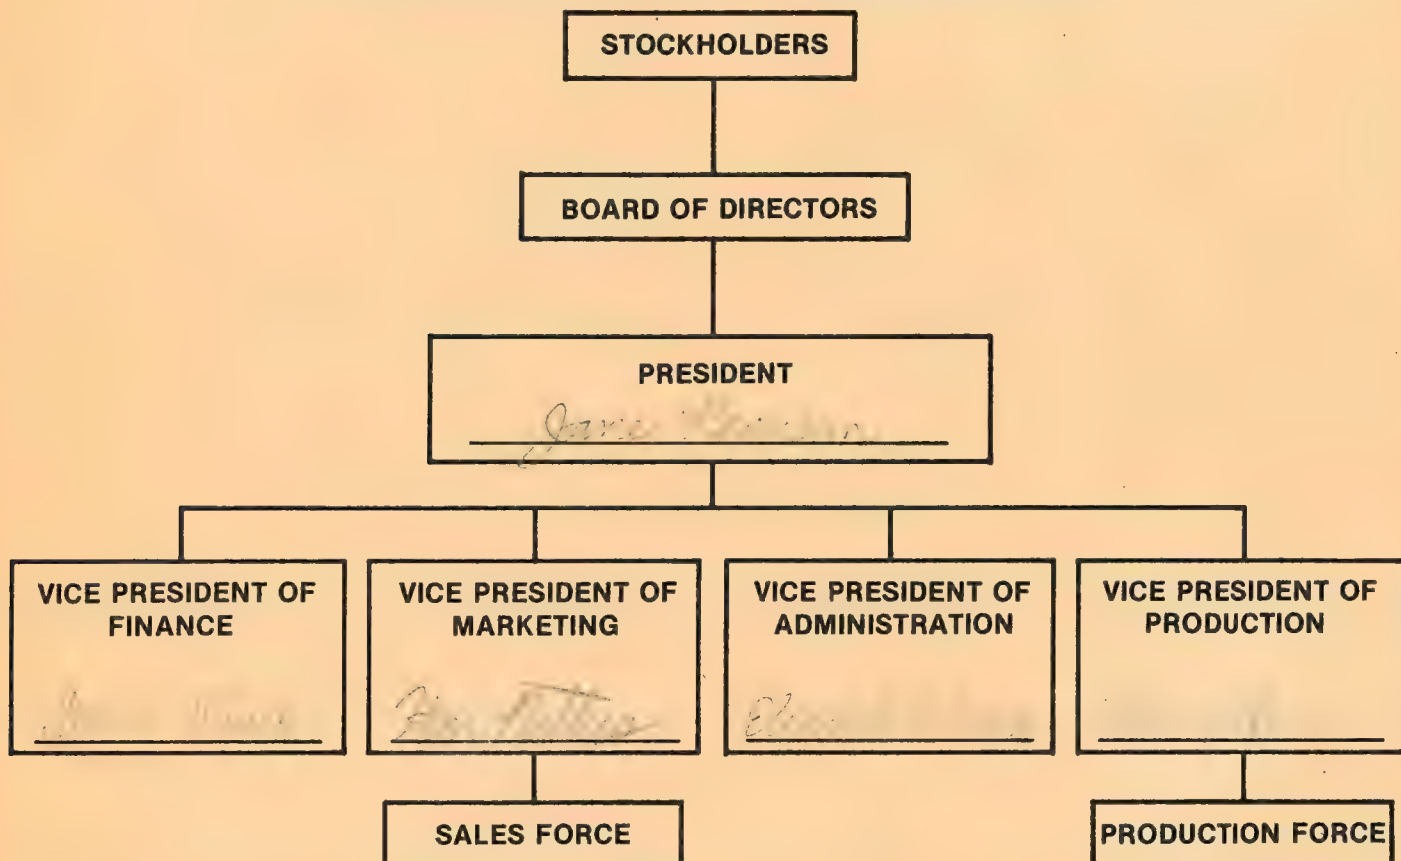 STOCKHOLDERS
BOARD OF DIRECTORS
PRESIDENT
Jane
VICE PRESIDENT OF
FINANCE
VICE PRESIDENT OF
MARKETING
VICE PRESIDENT OF
ADMINISTRATION
VICE PRESIDENT OF
PRODUCTION
SALES FORCE
PRODUCTION FORCE